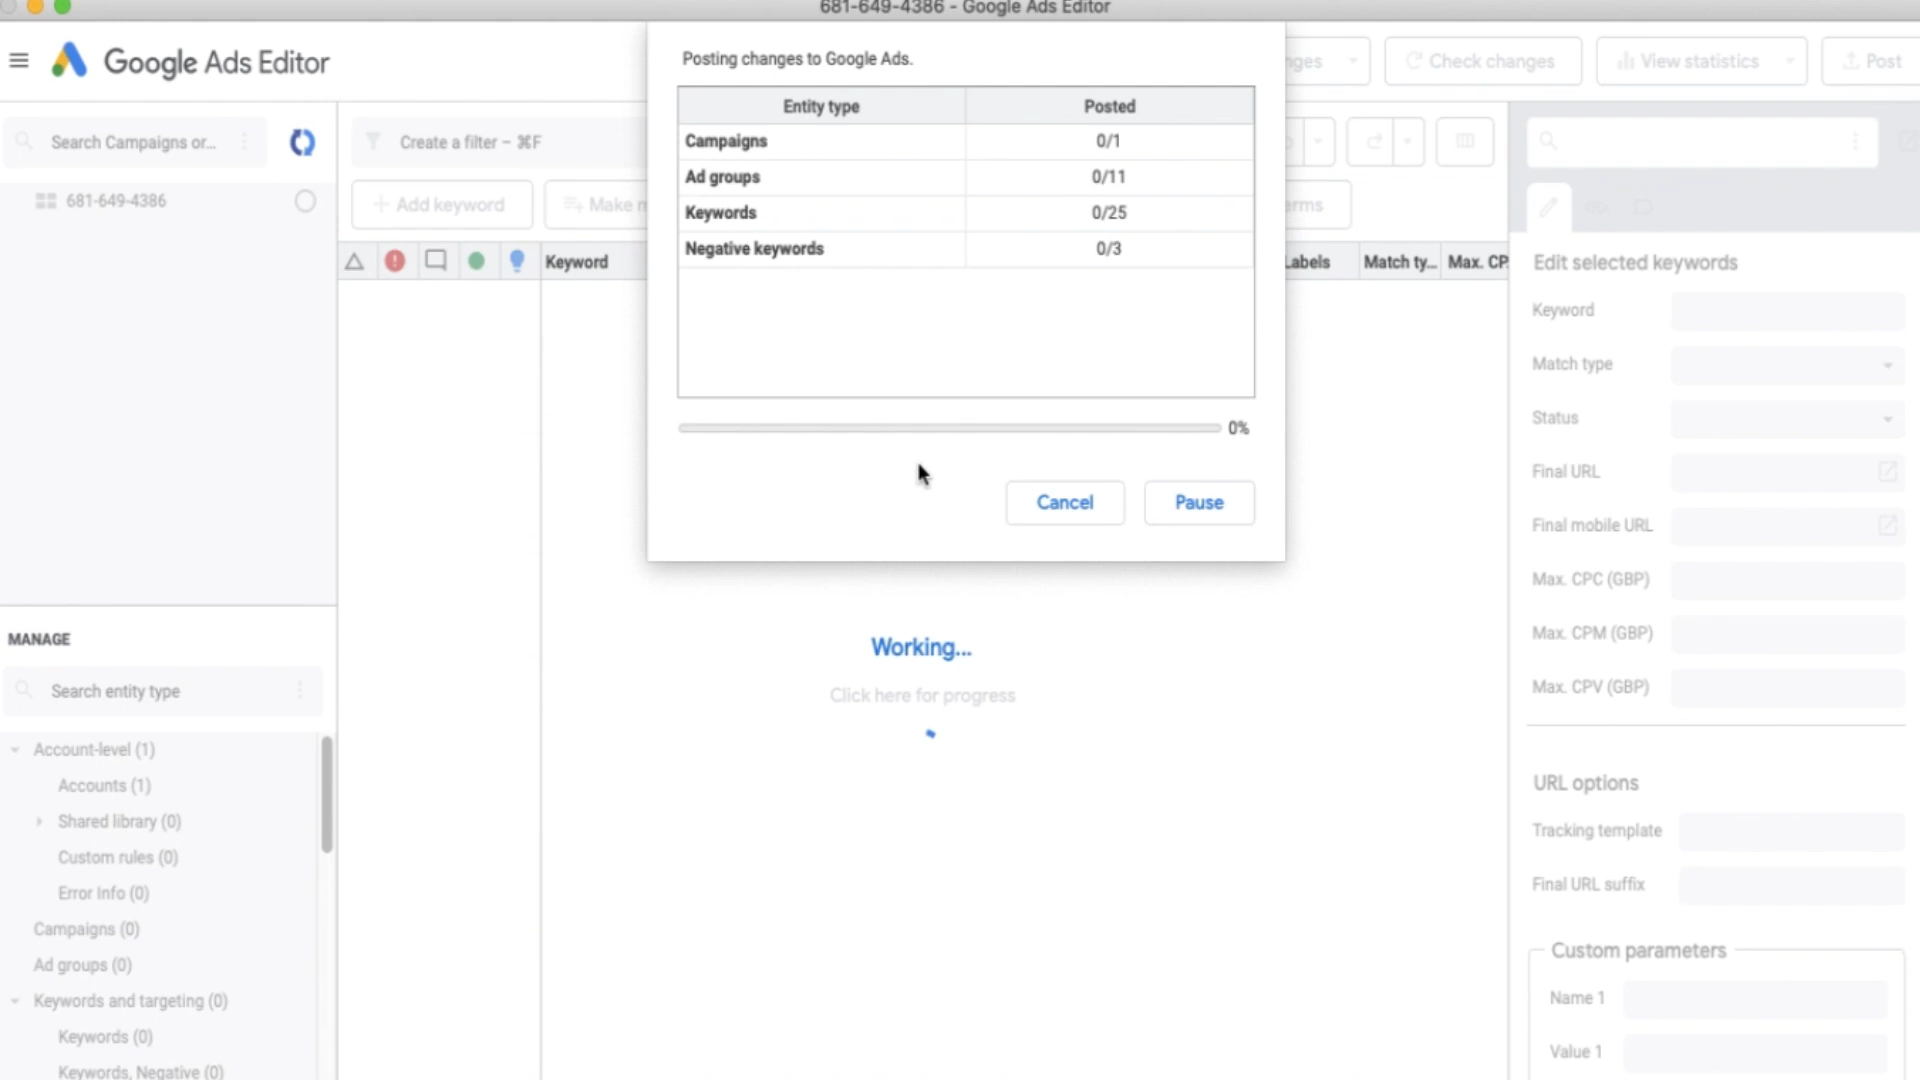 681-649-4386 - Google Ads Editor
Google Ads Editor
Check changes
View statistics
Post
Posting changes to Google Ads.
Entity type Posted
Campaigns 0/1
Ad groups 0/11
Keywords 0/25
Negative keywords 0/3
0%
Cancel Pause
Search Campaigns or...
Create a filter – ⌘F
681-649-4386
Add keyword
Keyword
Labels Match ty... Max. CP
Working...
Click here for progress
MANAGE
Search entity type
Account-level (1)
Accounts (1)
Shared library (0)
Custom rules (0)
Error Info (0)
Campaigns (0)
Ad groups (0)
Keywords and targeting (0)
Keywords (0)
Keywords, Negative (0)
Edit selected keywords
Keyword
Match type
Status
Final URL
Final mobile URL
Max. CPC (GBP)
Max. CPM (GBP)
Max. CPV (GBP)
URL options
Tracking template
Final URL suffix
Custom parameters
Name 1
Value 1